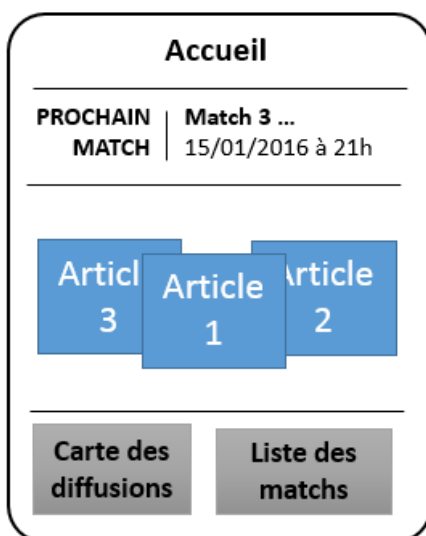 Accueil
PROCHAIN
MATCH
Match 3 ...
15/01/2016 à 21h
Article
3
Article
1
Article
2
Carte des
diffusions
Liste des
matchs